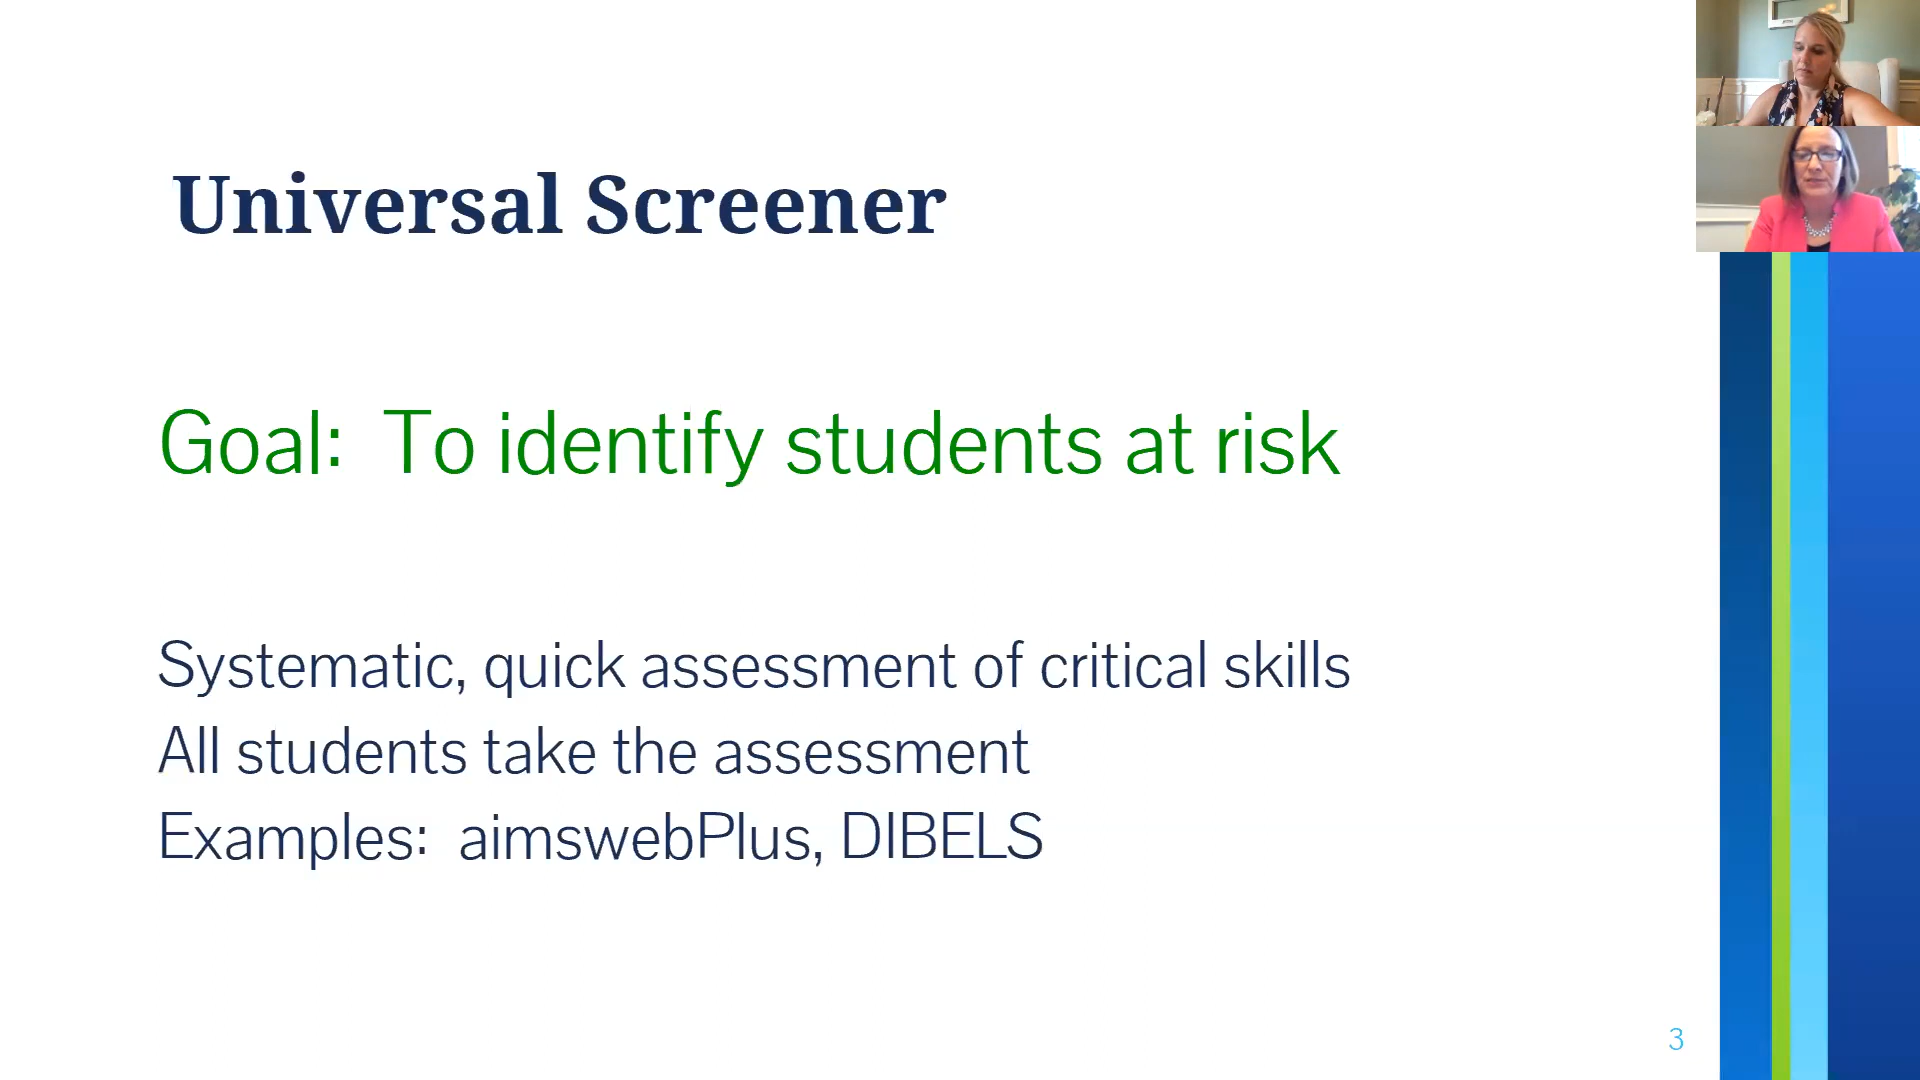 Universal Screener
Goal:  To identify students at risk
Systematic, quick assessment of critical skills
All students take the assessment
Examples:  aimswebPlus, DIBELS
3